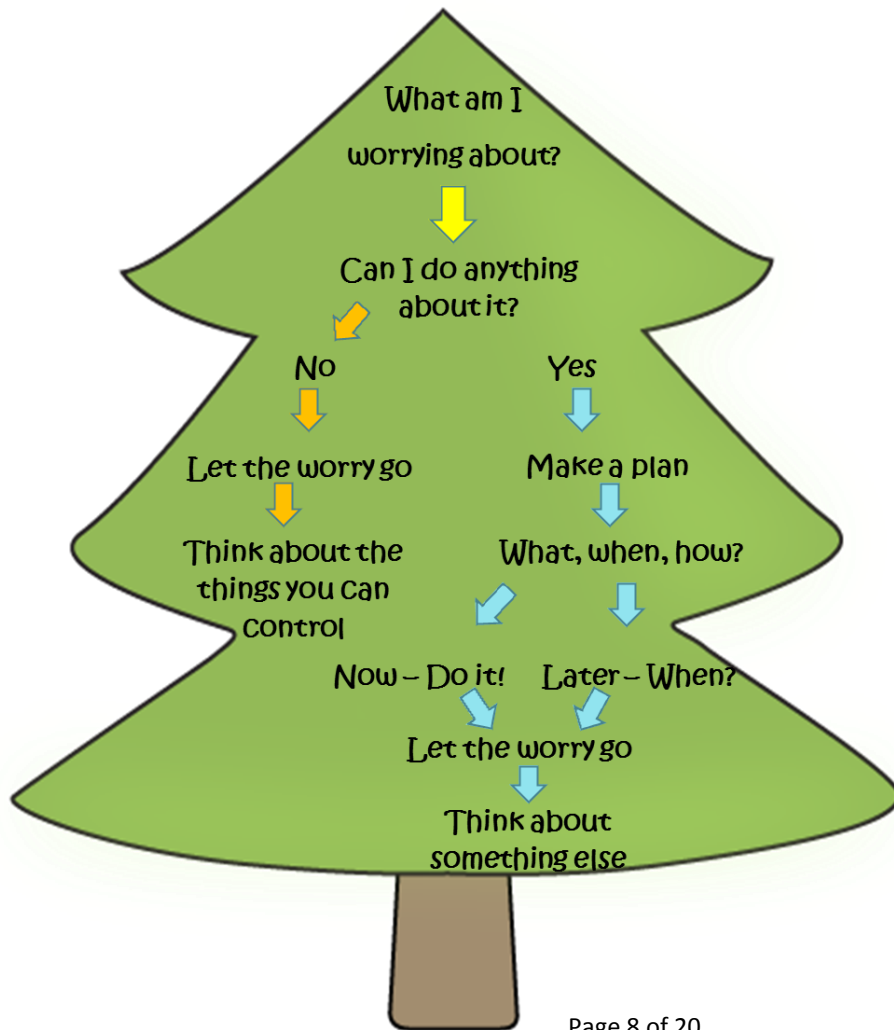 What am I
worrying about?
Can I do anything
about it?
No
Yes
Let the worry go
Make a plan
Think about the
things you can
control
What, when, how?
Now – Do it!
Later – When?
Let the worry go
Think about
something else
Page 8 of 20